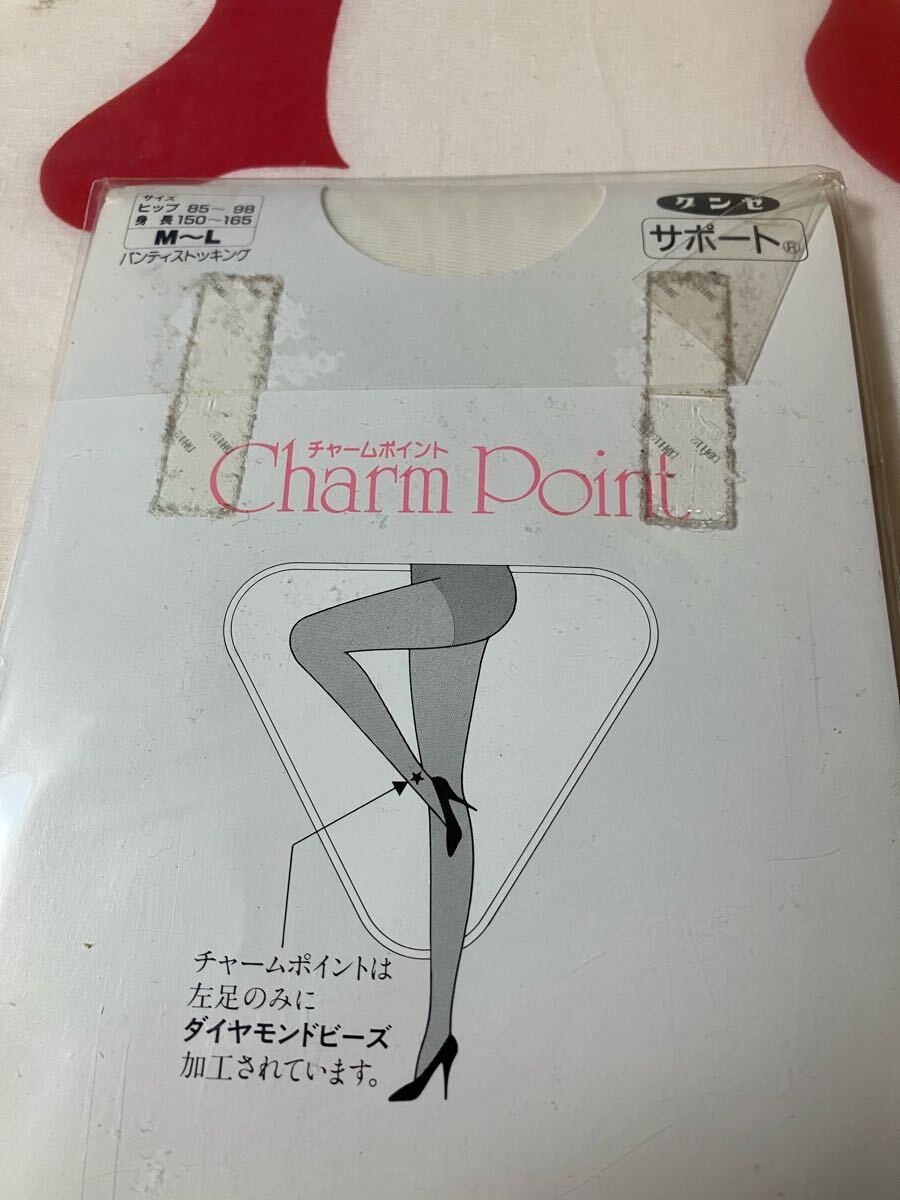 サイズ
ヒップ 85〜98
身長150〜165
M〜L
パンティストッキング
グンゼ
サポート®
チャームポイント
Charm Point
チャームポイントは
左足のみに
ダイヤモンドビーズ
加工されています。